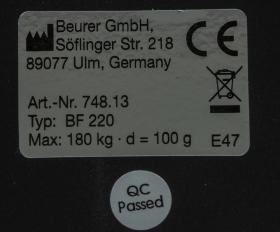 Beurer GmbH,
Söflinger Str. 218
89077 Ulm, Germany
CE
Art.-Nr. 748.13
Typ: BF 220
Max: 180 kg · d = 100 g E47
QC
Passed